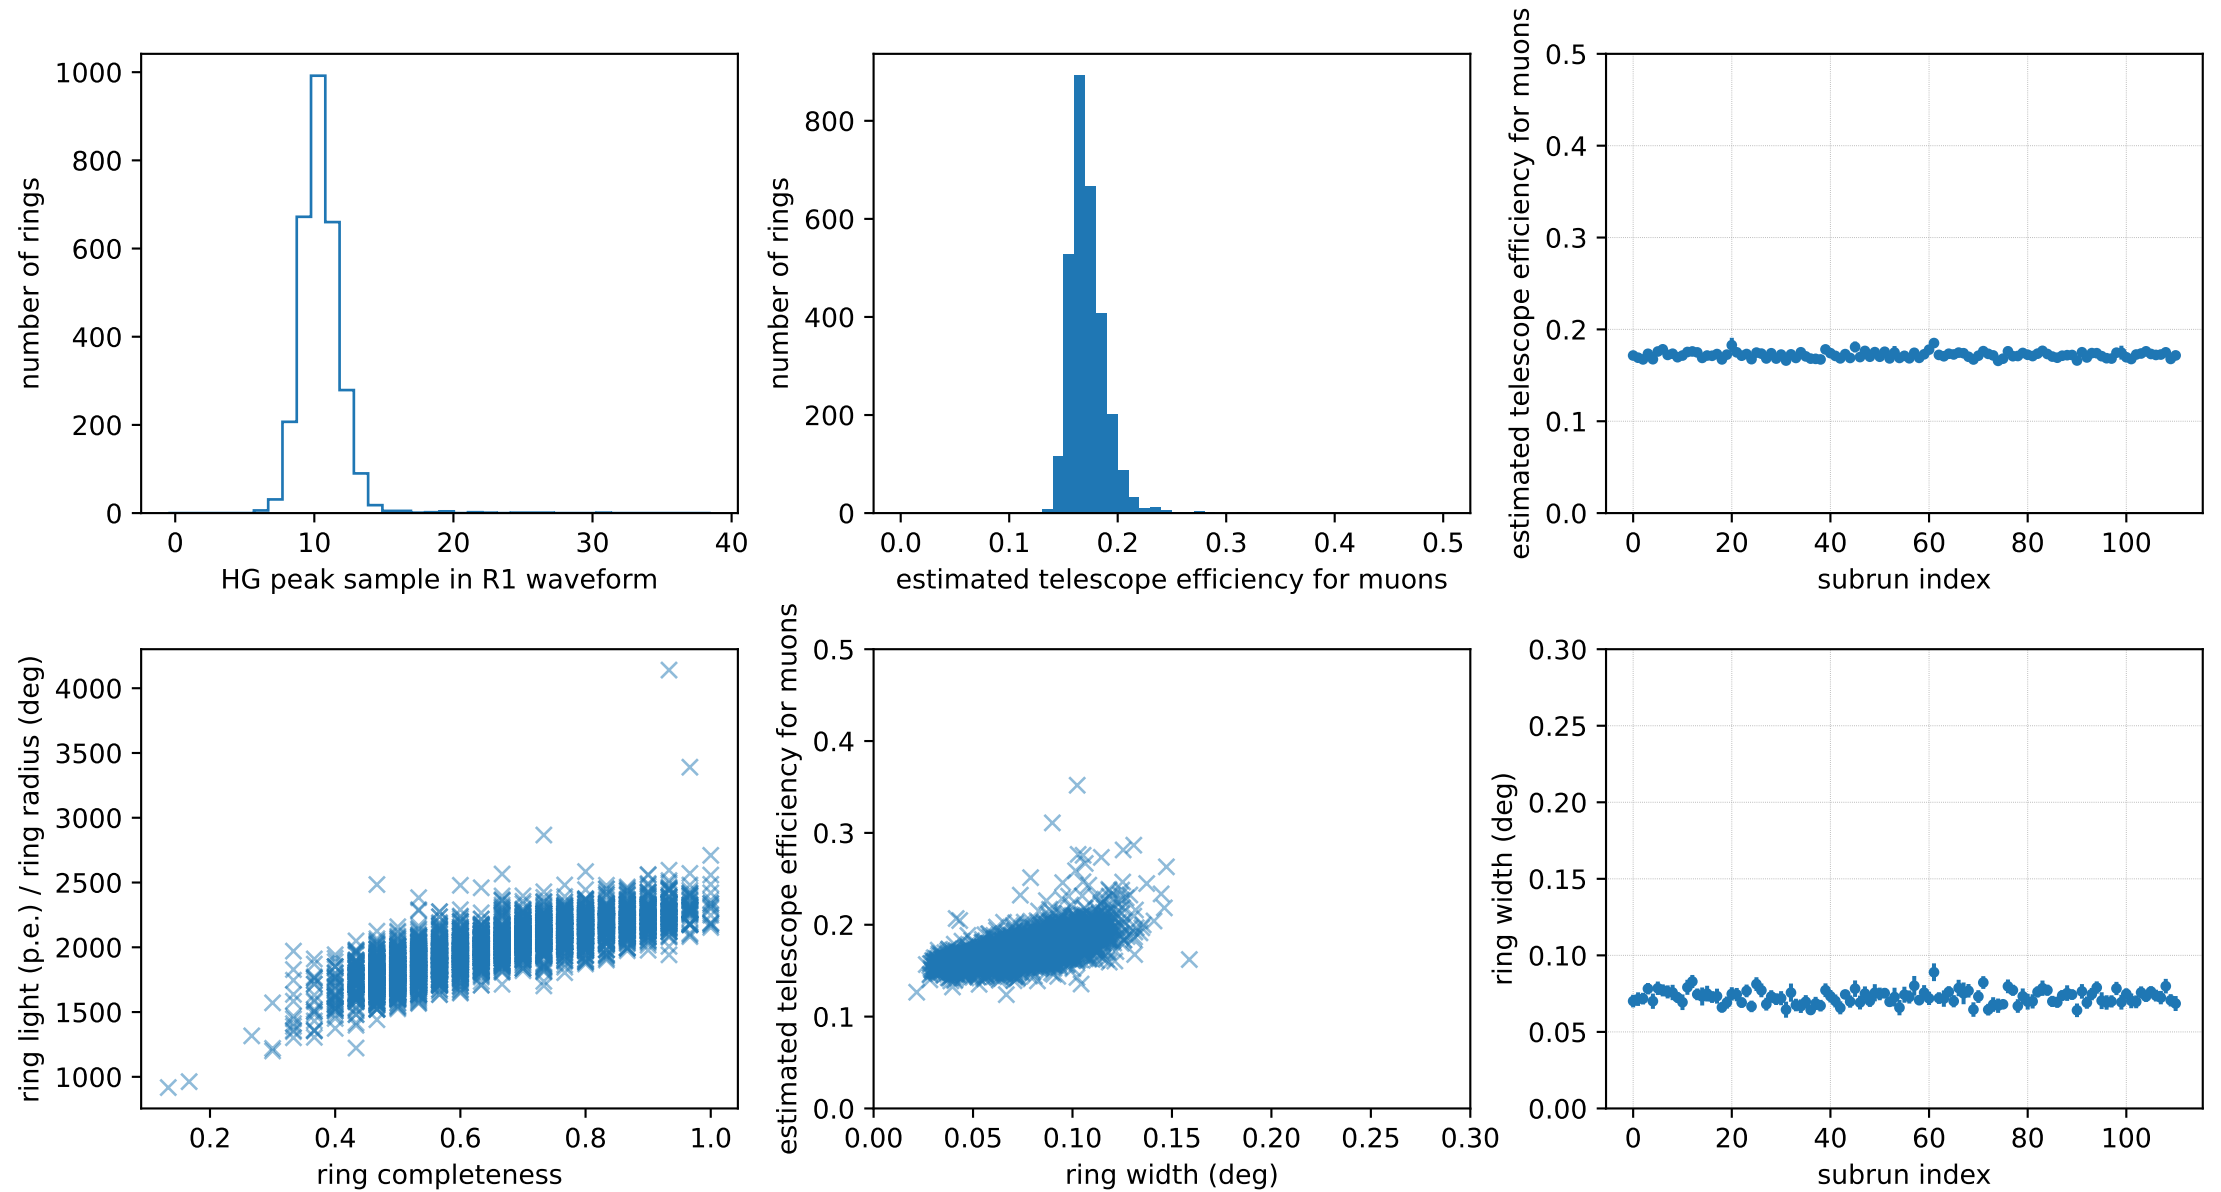 number of rings
1000
800
600
400
200
0
0 10 20 30 40
HG peak sample in R1 waveform
number of rings
800
600
400
200
0
0.0 0.1 0.2 0.3 0.4 0.5
estimated telescope efficiency for muons
estimated telescope efficiency for muons
0.5
0.4
0.3
0.2
0.1
0.0
0 20 40 60 80 100
subrun index
ring light (p.e.) / ring radius (deg)
4000
3500
3000
2500
2000
1500
1000
0.2 0.4 0.6 0.8 1.0
ring completeness
estimated telescope efficiency for muons
0.5
0.4
0.3
0.2
0.1
0.0
0.00 0.05 0.10 0.15 0.20 0.25 0.30
ring width (deg)
ring width (deg)
0.30
0.25
0.20
0.15
0.10
0.05
0.00
0 20 40 60 80 100
subrun index